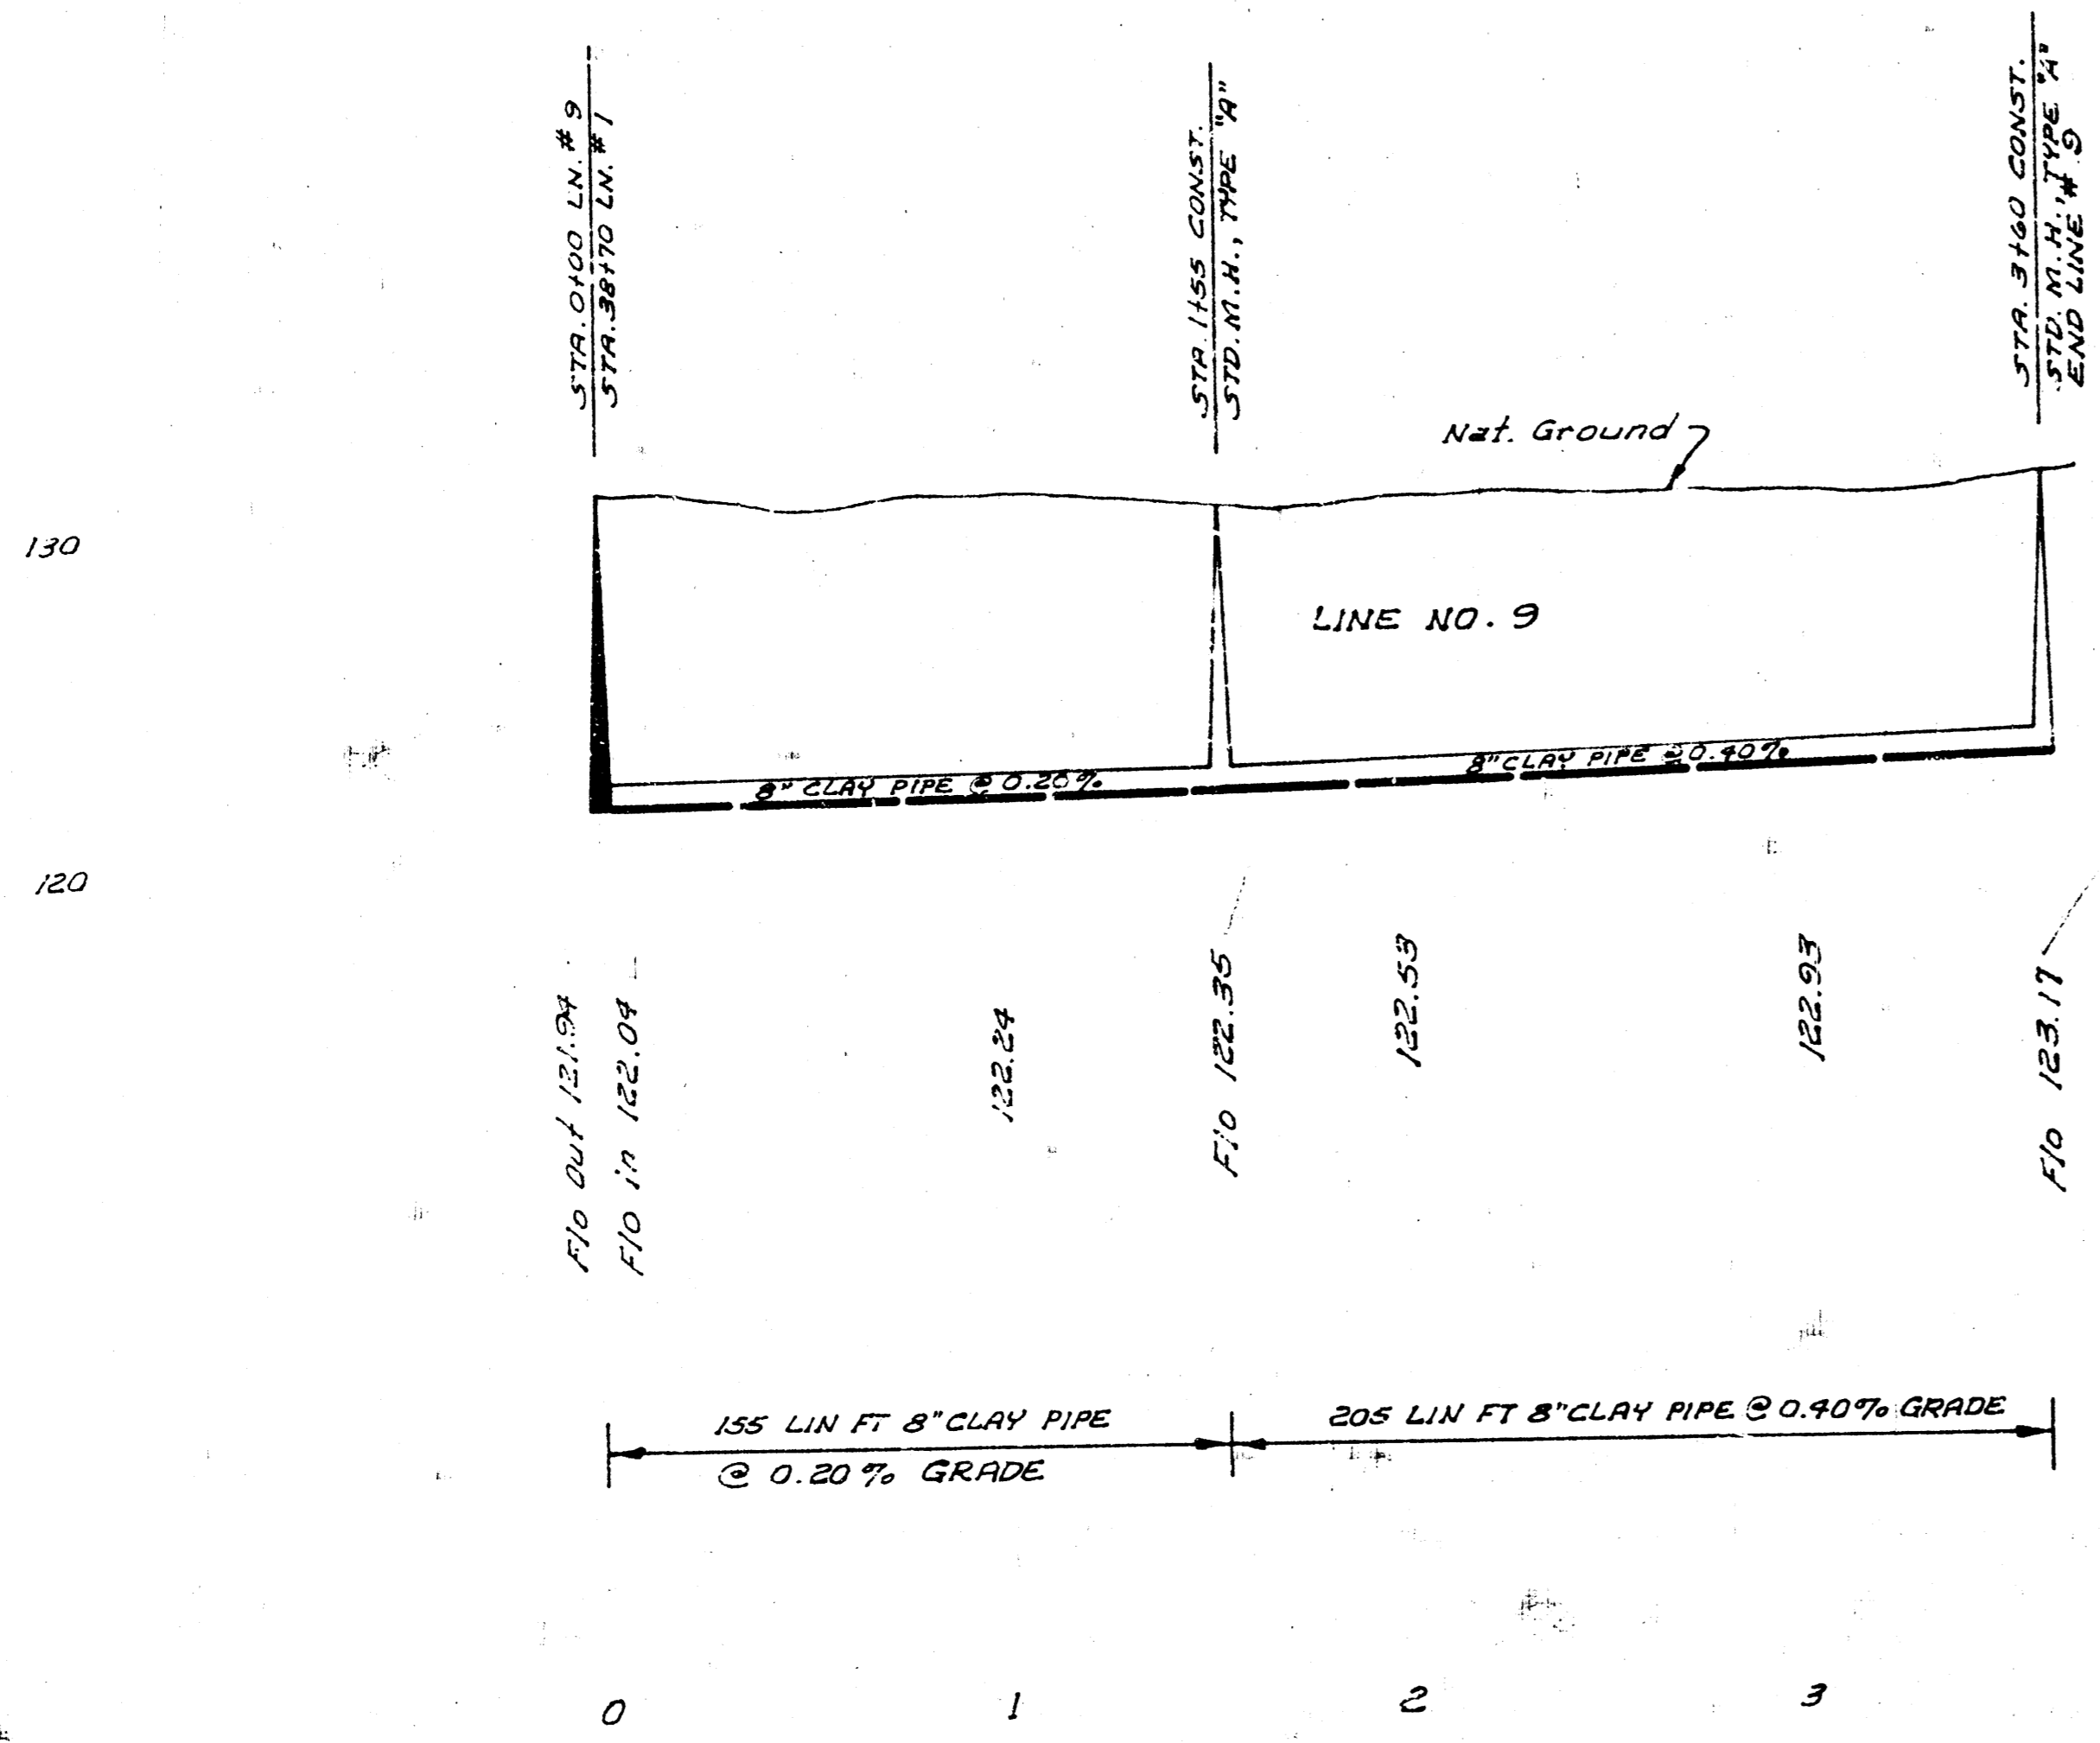 STA. 0+00 LN. # 9
STA. 38+70 LN. # 1
STA. 1+55 CONST.
STD. M.H., TYPE "A"
STA. 3+60 CONST.
STD. M.H., TYPE "A"
END LINE # 9
Nat. Ground
130
LINE NO. 9
8" CLAY PIPE @ 0.20%
8" CLAY PIPE @ 0.40%
120
F/o Out 121.94
F/o in 122.04
122.24
F/o 122.35
122.53
122.93
F/o 123.17
155 LIN FT 8" CLAY PIPE
@ 0.20% GRADE
205 LIN FT 8" CLAY PIPE @ 0.40% GRADE
0 1 2 3